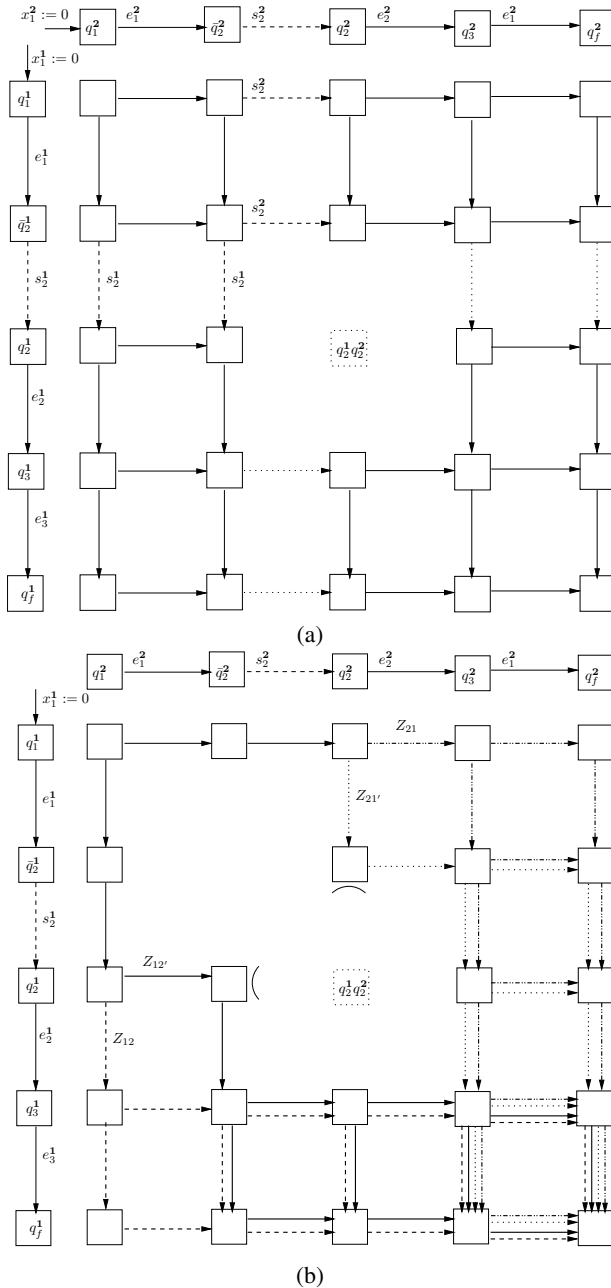 x₁² := 0
q₁² e₁² q̄₂² s₂² q₂² e₂² q₃² e₁² q_f²
x₁¹ := 0
q₁¹ s₂²
e₁¹
q̄₂¹ s₂²
s₂¹ s₂¹ s₂¹
q₂¹ q₂¹q₂²
e₂¹
q₃¹
e₃¹
q_f¹
(a)
q₁² e₁² q̄₂² s₂² q₂² e₂² q₃² e₁² q_f²
x₁¹ := 0
q₁¹ Z₂₁
e₁¹ Z₂₁′
q̄₂¹
s₂¹
Z₁₂′
q₂¹ q₂¹q₂²
Z₁₂
e₂¹
q₃¹
e₃¹
q_f¹
(b)